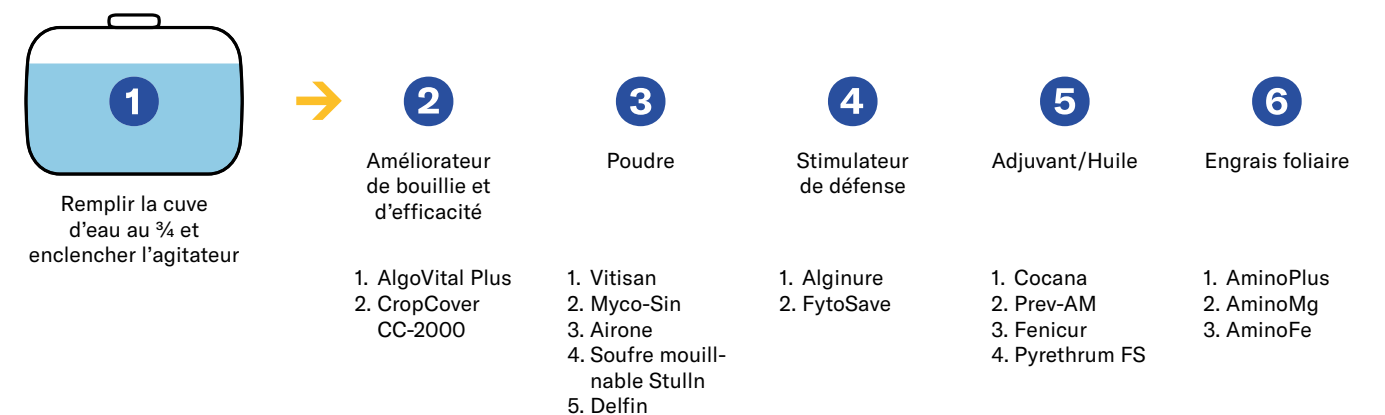 1
Remplir la cuve
d'eau au ¾ et
enclencher l'agitateur
2
Améliorateur
de bouillie et
d'efficacité
1. AlgoVital Plus
2. CropCover
CC-2000
3
Poudre
1. Vitisan
2. Myco-Sin
3. Airone
4. Soufre mouill-
nable Stulln
5. Delfin
4
Stimulateur
de défense
1. Alginure
2. FytoSave
5
Adjuvant/Huile
1. Cocana
2. Prev-AM
3. Fenicur
4. Pyrethrum FS
6
Engrais foliaire
1. AminoPlus
2. AminoMg
3. AminoFe